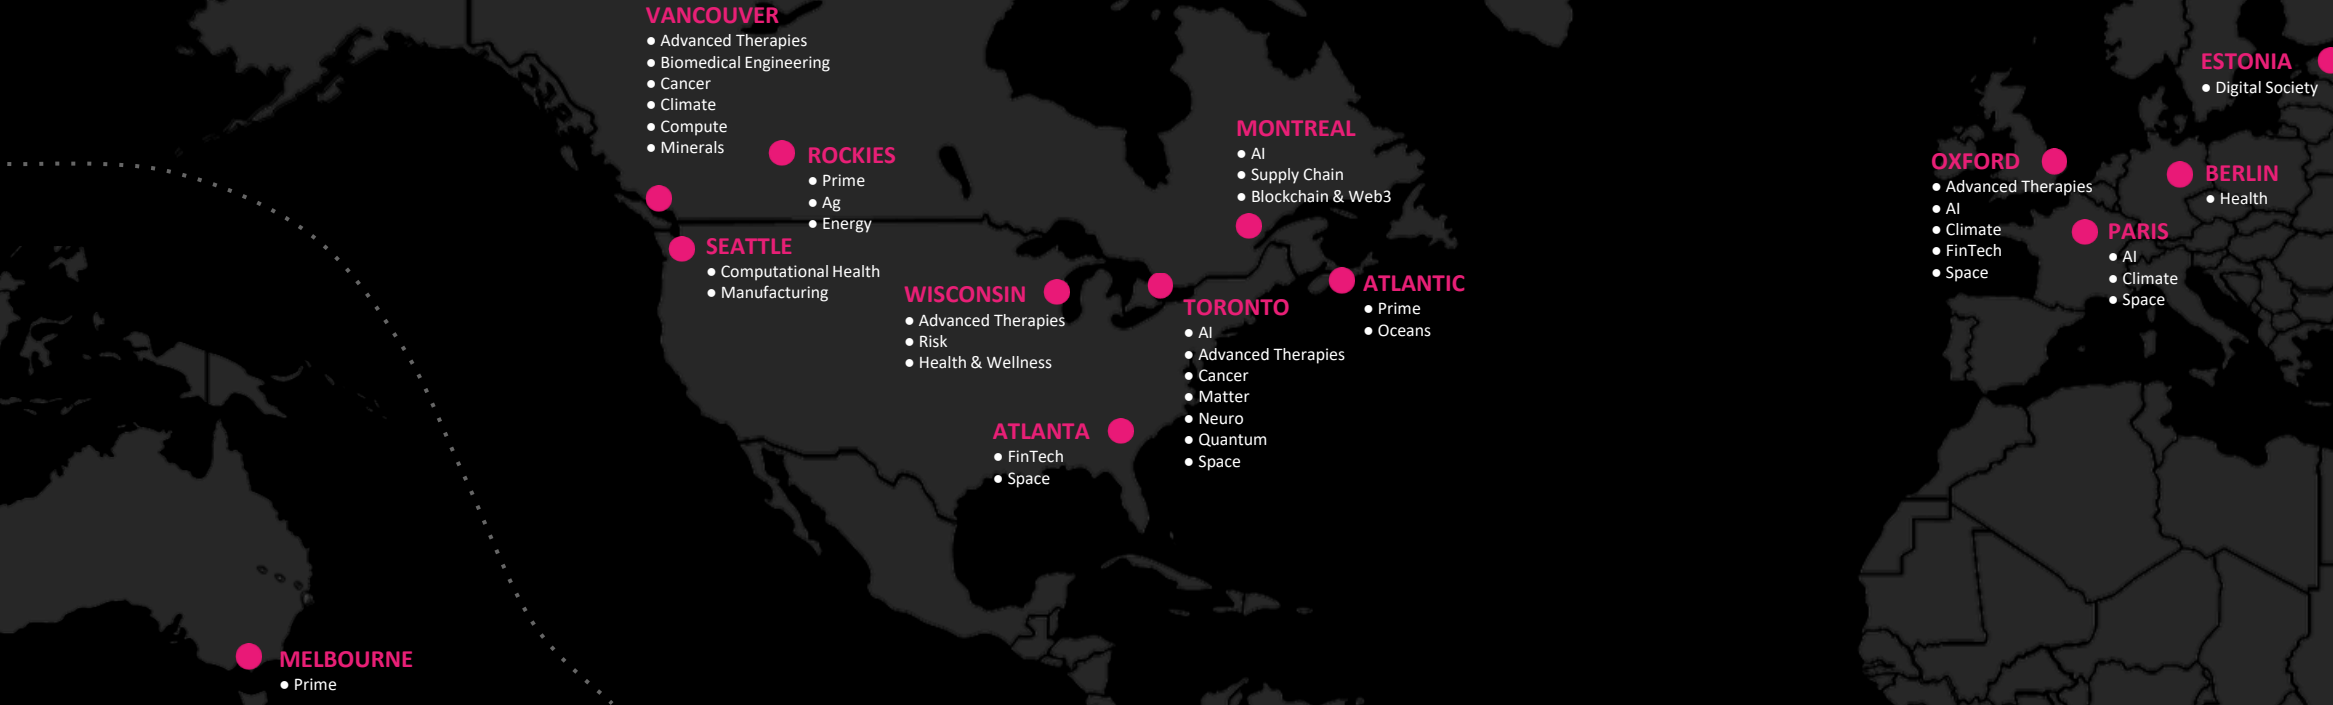 VANCOUVER
● Advanced Therapies
● Biomedical Engineering
● Cancer
● Climate
● Compute
● Minerals
ROCKIES
● Prime
● Ag
● Energy
SEATTLE
● Computational Health
● Manufacturing
WISCONSIN
● Advanced Therapies
● Risk
● Health & Wellness
ATLANTA
● FinTech
● Space
MONTREAL
● AI
● Supply Chain
● Blockchain & Web3
TORONTO
● AI
● Advanced Therapies
● Cancer
● Matter
● Neuro
● Quantum
● Space
ATLANTIC
● Prime
● Oceans
OXFORD
● Advanced Therapies
● AI
● Climate
● FinTech
● Space
PARIS
● AI
● Climate
● Space
BERLIN
● Health
ESTONIA
● Digital Society
MELBOURNE
● Prime